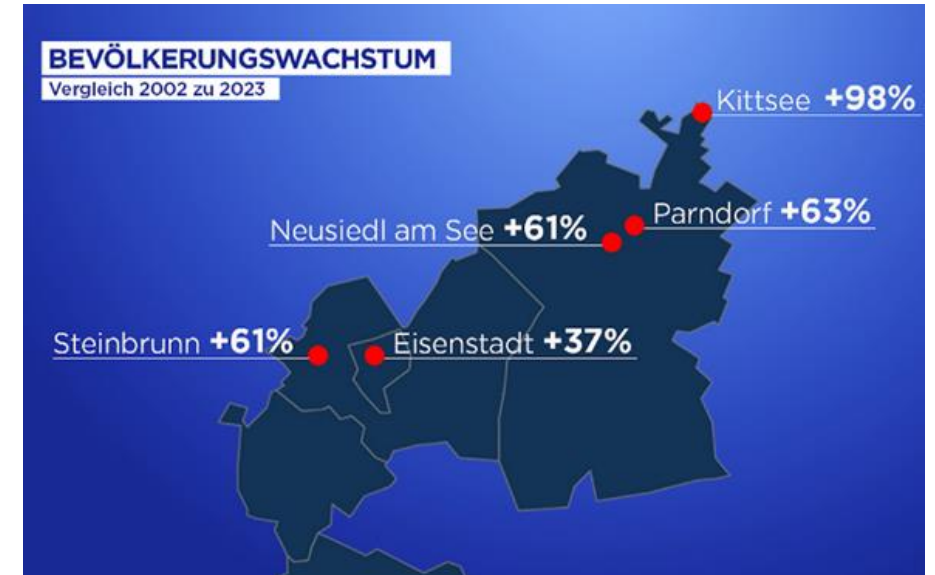 BEVÖLKERUNGSWACHSTUM
Vergleich 2002 zu 2023
Kittsee +98%
Parndorf +63%
Neusiedl am See +61%
Steinbrunn +61%
Eisenstadt +37%